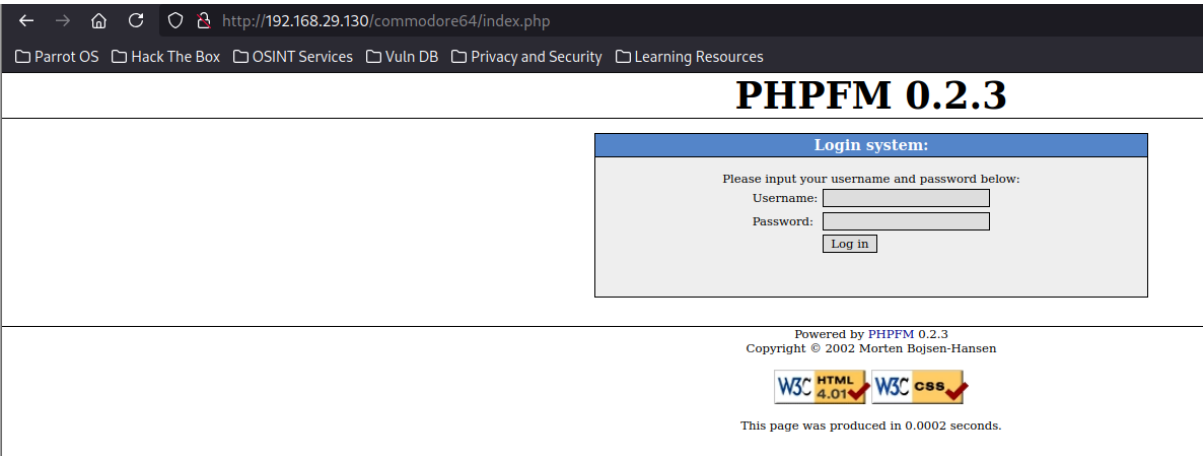 http://192.168.29.130/commodore64/index.php
Parrot OS Hack The Box OSINT Services Vuln DB Privacy and Security Learning Resources
PHPFM 0.2.3
Login system:
Please input your username and password below:
Username:
Password:
Log in
Powered by PHPFM 0.2.3
Copyright © 2002 Morten Bojsen-Hansen
W3C HTML 4.01 W3C css
This page was produced in 0.0002 seconds.